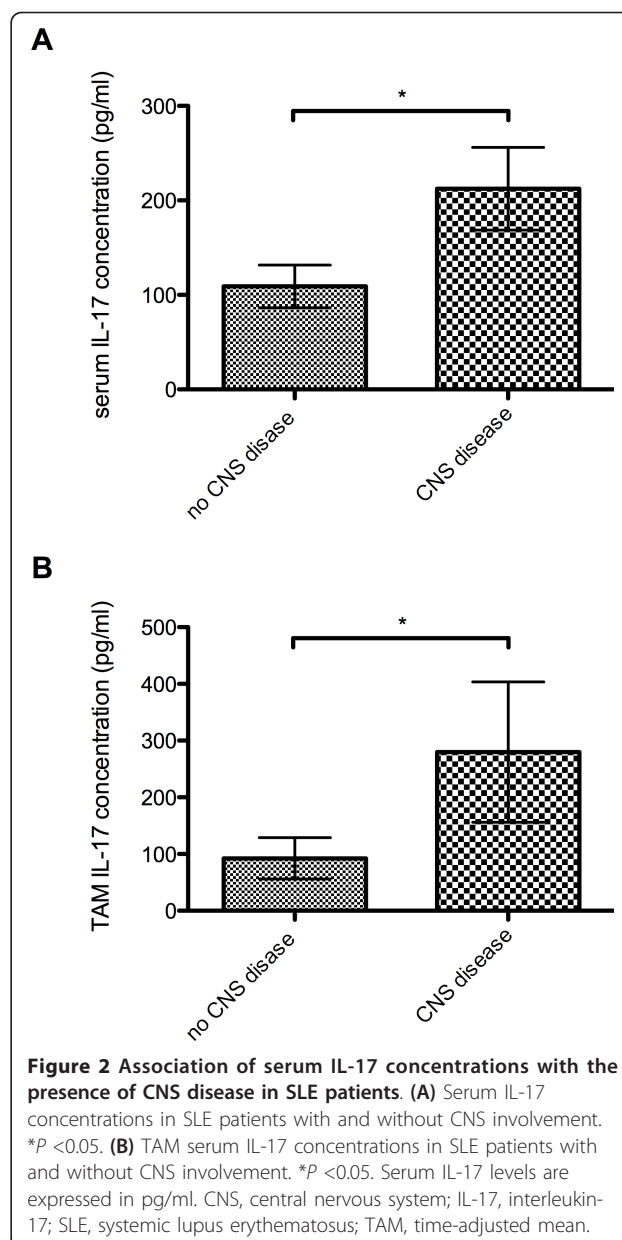 A
serum IL-17 concentration (pg/ml)
300
200
100
0
*
no CNS disase
CNS disease
B
TAM IL-17 concentration (pg/ml)
500
400
300
200
100
0
*
no CNS disase
CNS disease
Figure 2 Association of serum IL-17 concentrations with the
presence of CNS disease in SLE patients. (A) Serum IL-17
concentrations in SLE patients with and without CNS involvement.
*P <0.05. (B) TAM serum IL-17 concentrations in SLE patients with
and without CNS involvement. *P <0.05. Serum IL-17 levels are
expressed in pg/ml. CNS, central nervous system; IL-17, interleukin-
17; SLE, systemic lupus erythematosus; TAM, time-adjusted mean.